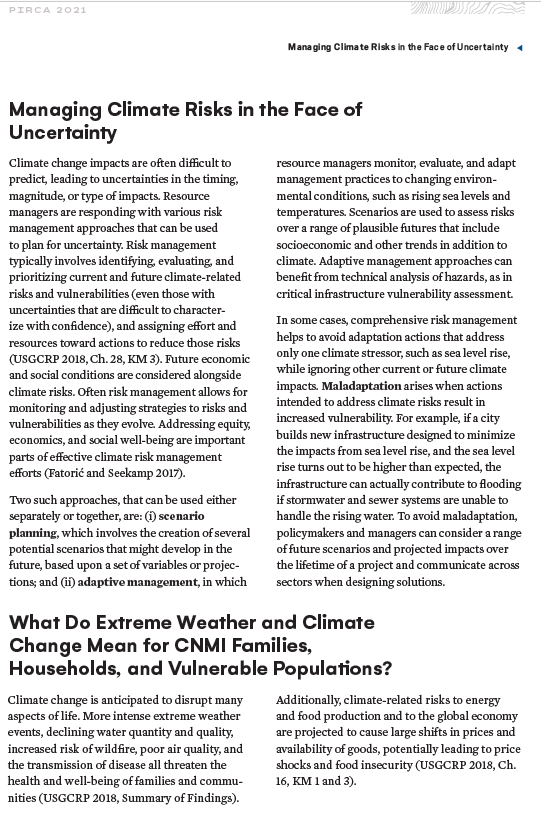 PIRCA 2021
Managing Climate Risks in the Face of Uncertainty ◀
Managing Climate Risks in the Face of
Uncertainty
Climate change impacts are often difficult to
predict, leading to uncertainties in the timing,
magnitude, or type of impacts. Resource
managers are responding with various risk
management approaches that can be used
to plan for uncertainty. Risk management
typically involves identifying, evaluating, and
prioritizing current and future climate-related
risks and vulnerabilities (even those with
uncertainties that are difficult to character-
ize with confidence), and assigning effort and
resources toward actions to reduce those risks
(USGCRP 2018, Ch. 28, KM 3). Future economic
and social conditions are considered alongside
climate risks. Often risk management allows for
monitoring and adjusting strategies to risks and
vulnerabilities as they evolve. Addressing equity,
economics, and social well-being are important
parts of effective climate risk management
efforts (Fatorić and Seekamp 2017).
Two such approaches, that can be used either
separately or together, are: (i) scenario
planning, which involves the creation of several
potential scenarios that might develop in the
future, based upon a set of variables or projec-
tions; and (ii) adaptive management, in which
resource managers monitor, evaluate, and adapt
management practices to changing environ-
mental conditions, such as rising sea levels and
temperatures. Scenarios are used to assess risks
over a range of plausible futures that include
socioeconomic and other trends in addition to
climate. Adaptive management approaches can
benefit from technical analysis of hazards, as in
critical infrastructure vulnerability assessment.
In some cases, comprehensive risk management
helps to avoid adaptation actions that address
only one climate stressor, such as sea level rise,
while ignoring other current or future climate
impacts. Maladaptation arises when actions
intended to address climate risks result in
increased vulnerability. For example, if a city
builds new infrastructure designed to minimize
the impacts from sea level rise, and the sea level
rise turns out to be higher than expected, the
infrastructure can actually contribute to flooding
if stormwater and sewer systems are unable to
handle the rising water. To avoid maladaptation,
policymakers and managers can consider a range
of future scenarios and projected impacts over
the lifetime of a project and communicate across
sectors when designing solutions.
What Do Extreme Weather and Climate
Change Mean for CNMI Families,
Households, and Vulnerable Populations?
Climate change is anticipated to disrupt many
aspects of life. More intense extreme weather
events, declining water quantity and quality,
increased risk of wildfire, poor air quality, and
the transmission of disease all threaten the
health and well-being of families and commu-
nities (USGCRP 2018, Summary of Findings).
Additionally, climate-related risks to energy
and food production and to the global economy
are projected to cause large shifts in prices and
availability of goods, potentially leading to price
shocks and food insecurity (USGCRP 2018, Ch.
16, KM 1 and 3).